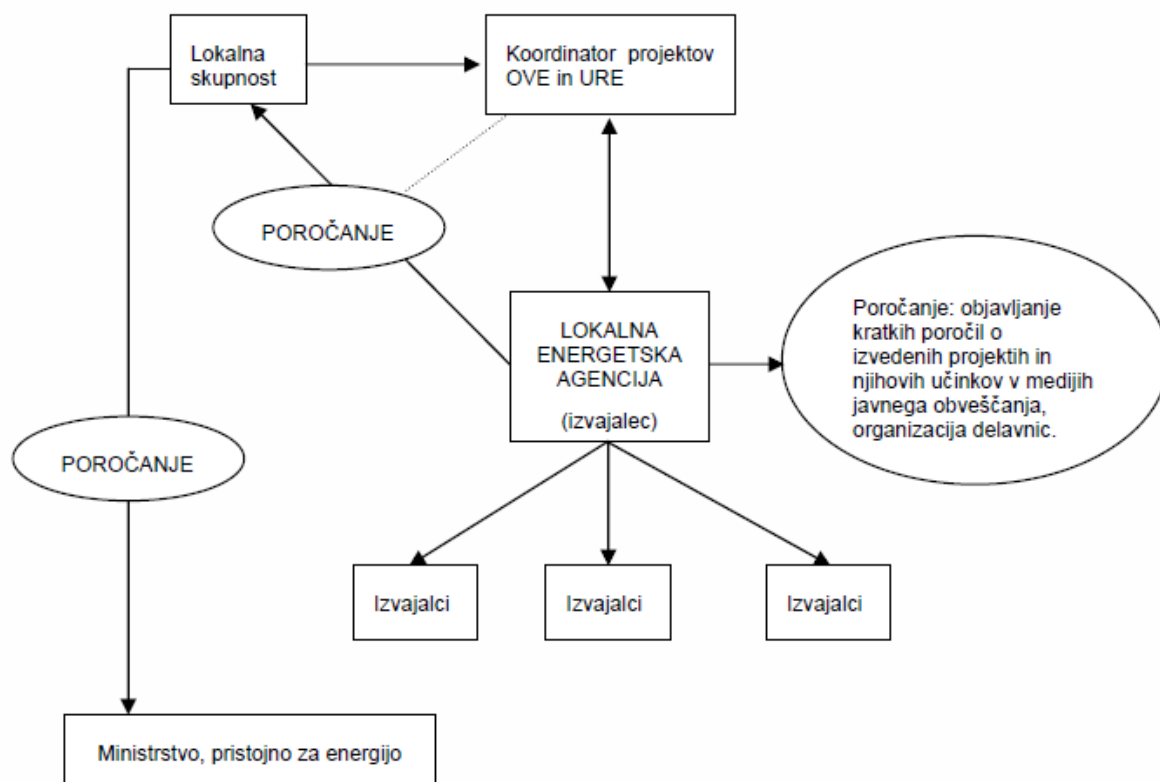 Lokalna
skupnost
Koordinator projektov
OVE in URE
POROČANJE
LOKALNA
ENERGETSKA
AGENCIJA
(izvajalec)
Poročanje: objavljanje
kratkih poročil o
izvedenih projektih in
njihovih učinkov v medijih
javnega obveščanja,
organizacija delavnic.
POROČANJE
Izvajalci
Izvajalci
Izvajalci
Ministrstvo, pristojno za energijo